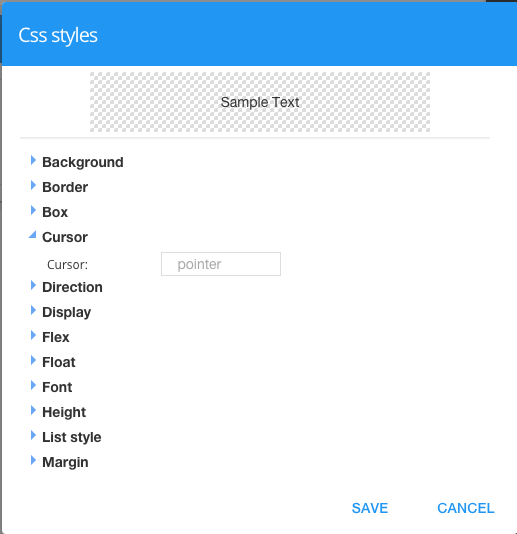 Css styles
Sample Text
Background
Border
Box
Cursor
Cursor: pointer
Direction
Display
Flex
Float
Font
Height
List style
Margin
SAVE CANCEL